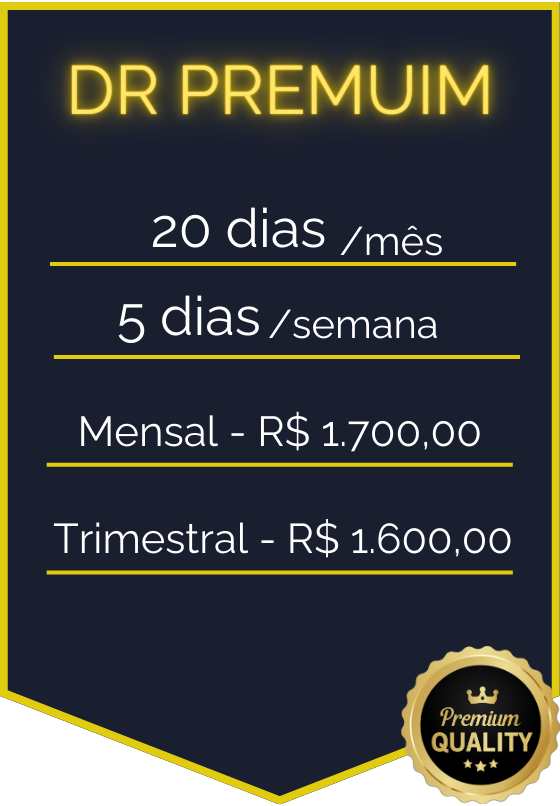 DR PREMUIM
20 dias /mês
5 dias /semana
Mensal - R$ 1.700,00
Trimestral - R$ 1.600,00
Premium
QUALITY